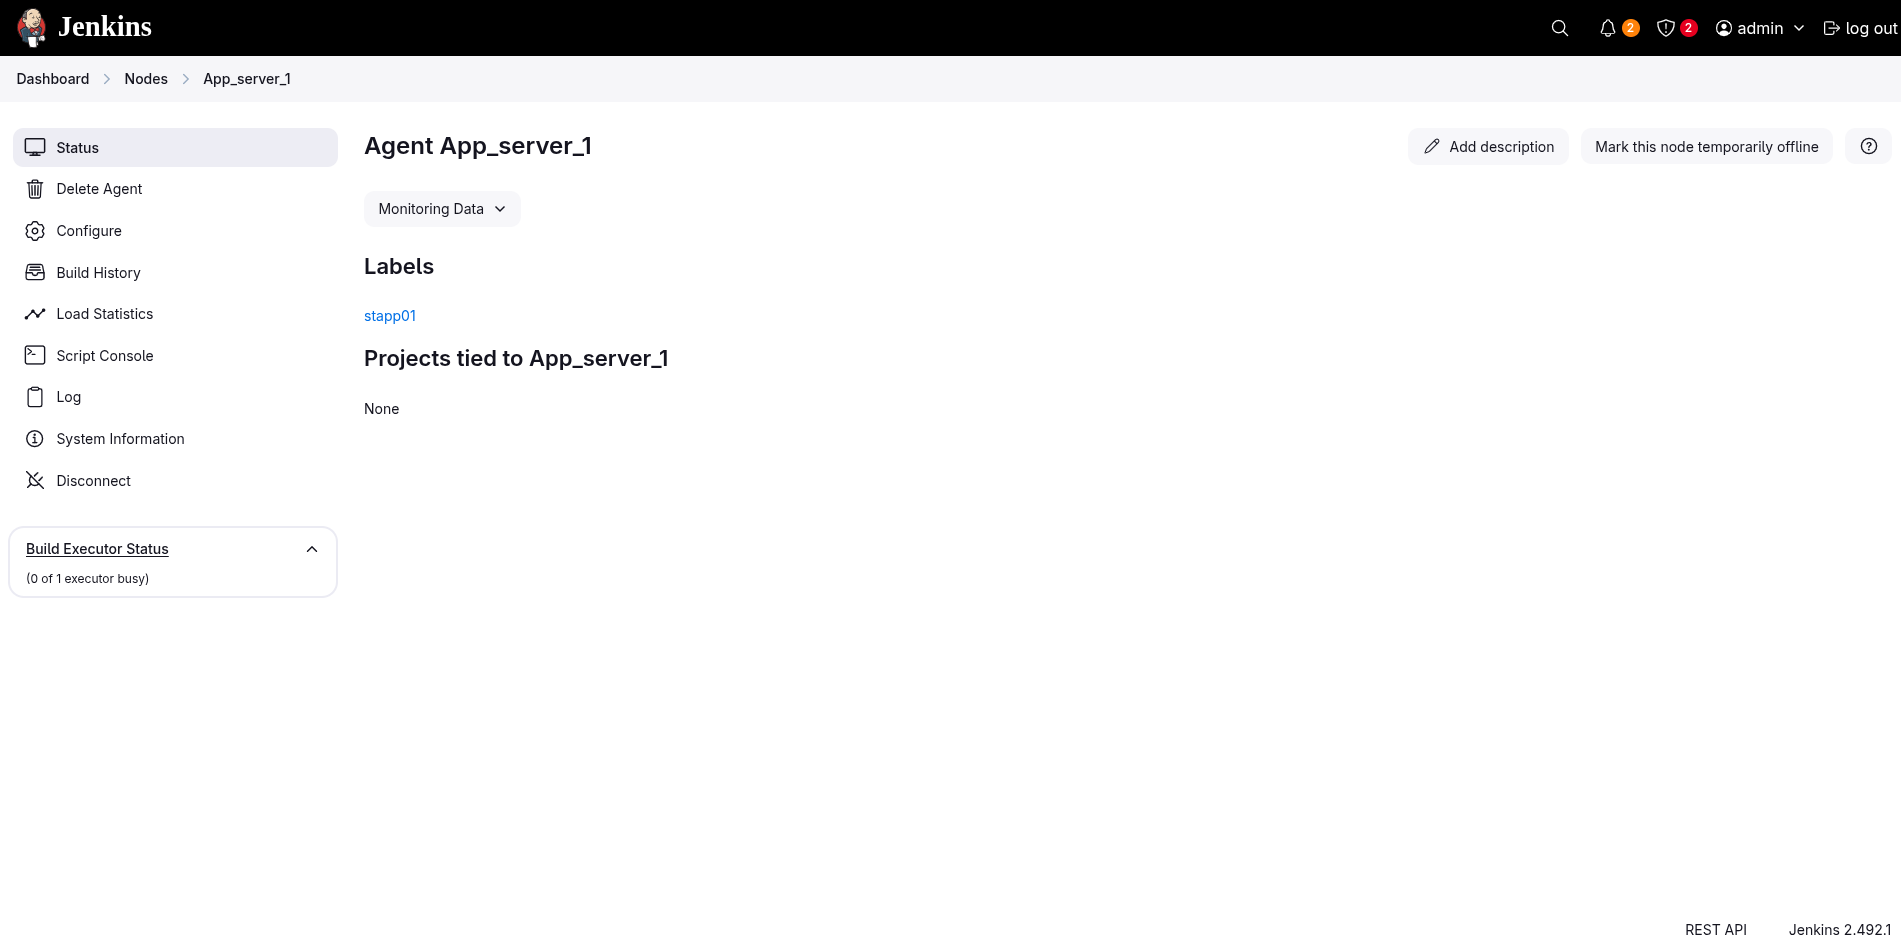 Jenkins
2
2
admin
log out
Dashboard
Nodes
App_server_1
Status
Delete Agent
Configure
Build History
Load Statistics
Script Console
Log
System Information
Disconnect
Build Executor Status
(0 of 1 executor busy)
Agent App_server_1
Add description
Mark this node temporarily offline
Monitoring Data
Labels
stapp01
Projects tied to App_server_1
None
REST API
Jenkins 2.492.1